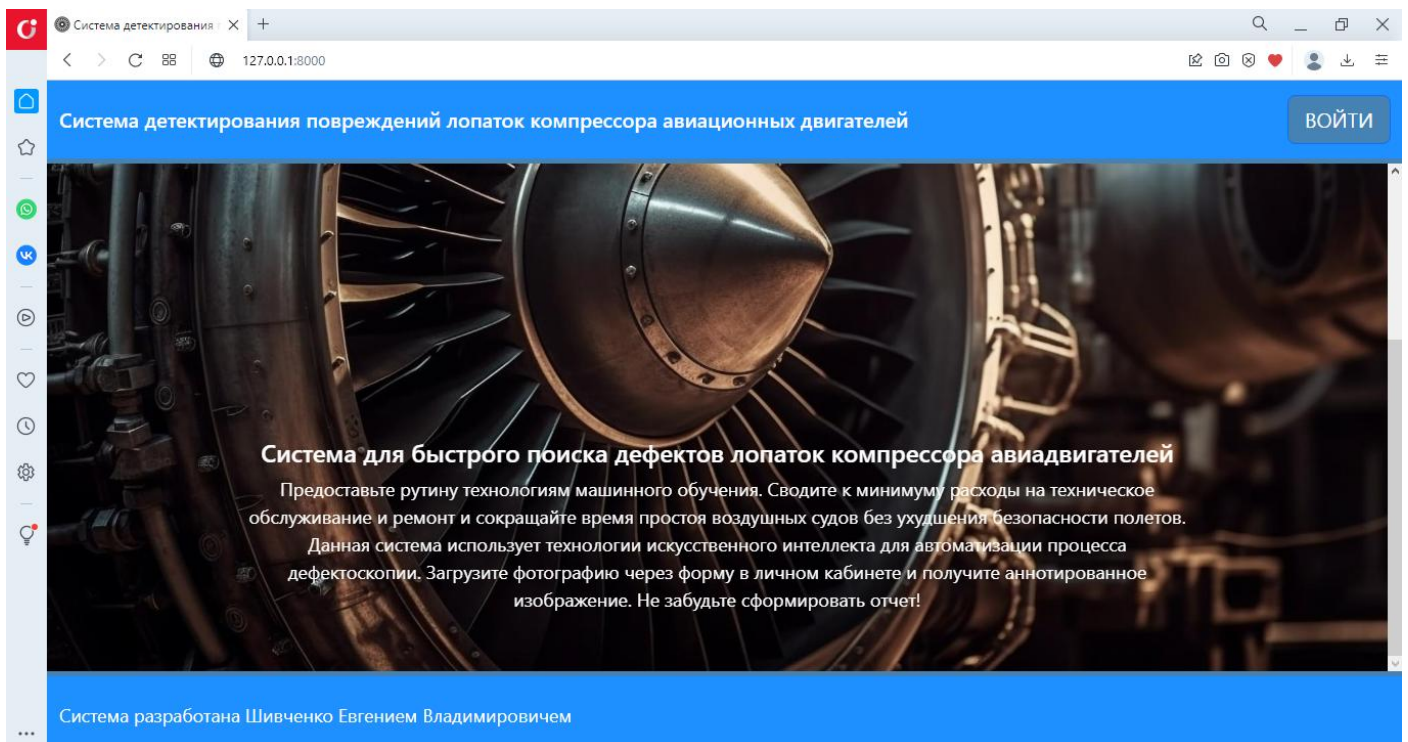 Система детектирования
127.0.0.1:8000
Система детектирования повреждений лопаток компрессора авиационных двигателей
ВОЙТИ
Система для быстрого поиска дефектов лопаток компрессора авиадвигателей
Предоставьте рутину технологиям машинного обучения. Сводите к минимуму расходы на техническое
обслуживание и ремонт и сокращайте время простоя воздушных судов без ухудшения безопасности полетов.
Данная система использует технологии искусственного интеллекта для автоматизации процесса
дефектоскопии. Загрузите фотографию через форму в личном кабинете и получите аннотированное
изображение. Не забудьте сформировать отчет!
Система разработана Шивченко Евгением Владимировичем